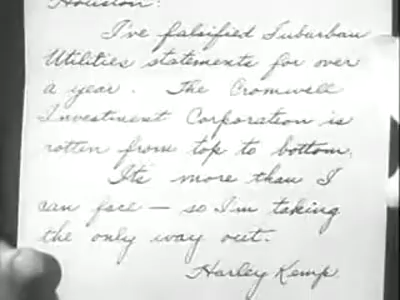 Houston:
I've falsified Suburban
Utilities statements for over
a year. The Cromwell
Investment Corporation is
rotten from top to bottom.
It's more than I
can face — so I'm taking
the only way out.
Harley Kemp